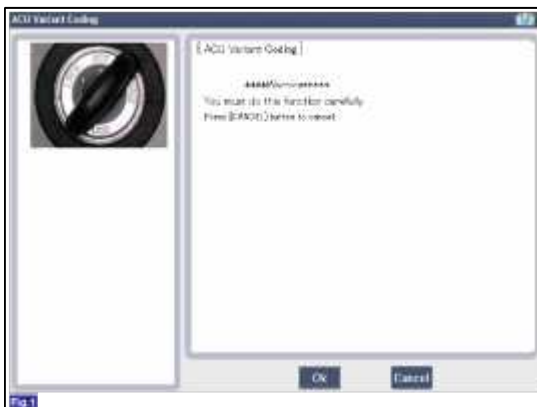 ACU Variant Coding
[ ACU Variant Coding ]
You must do this function carefully
Press [CANCEL] button to cancel.
Ok
Cancel
Fig.1